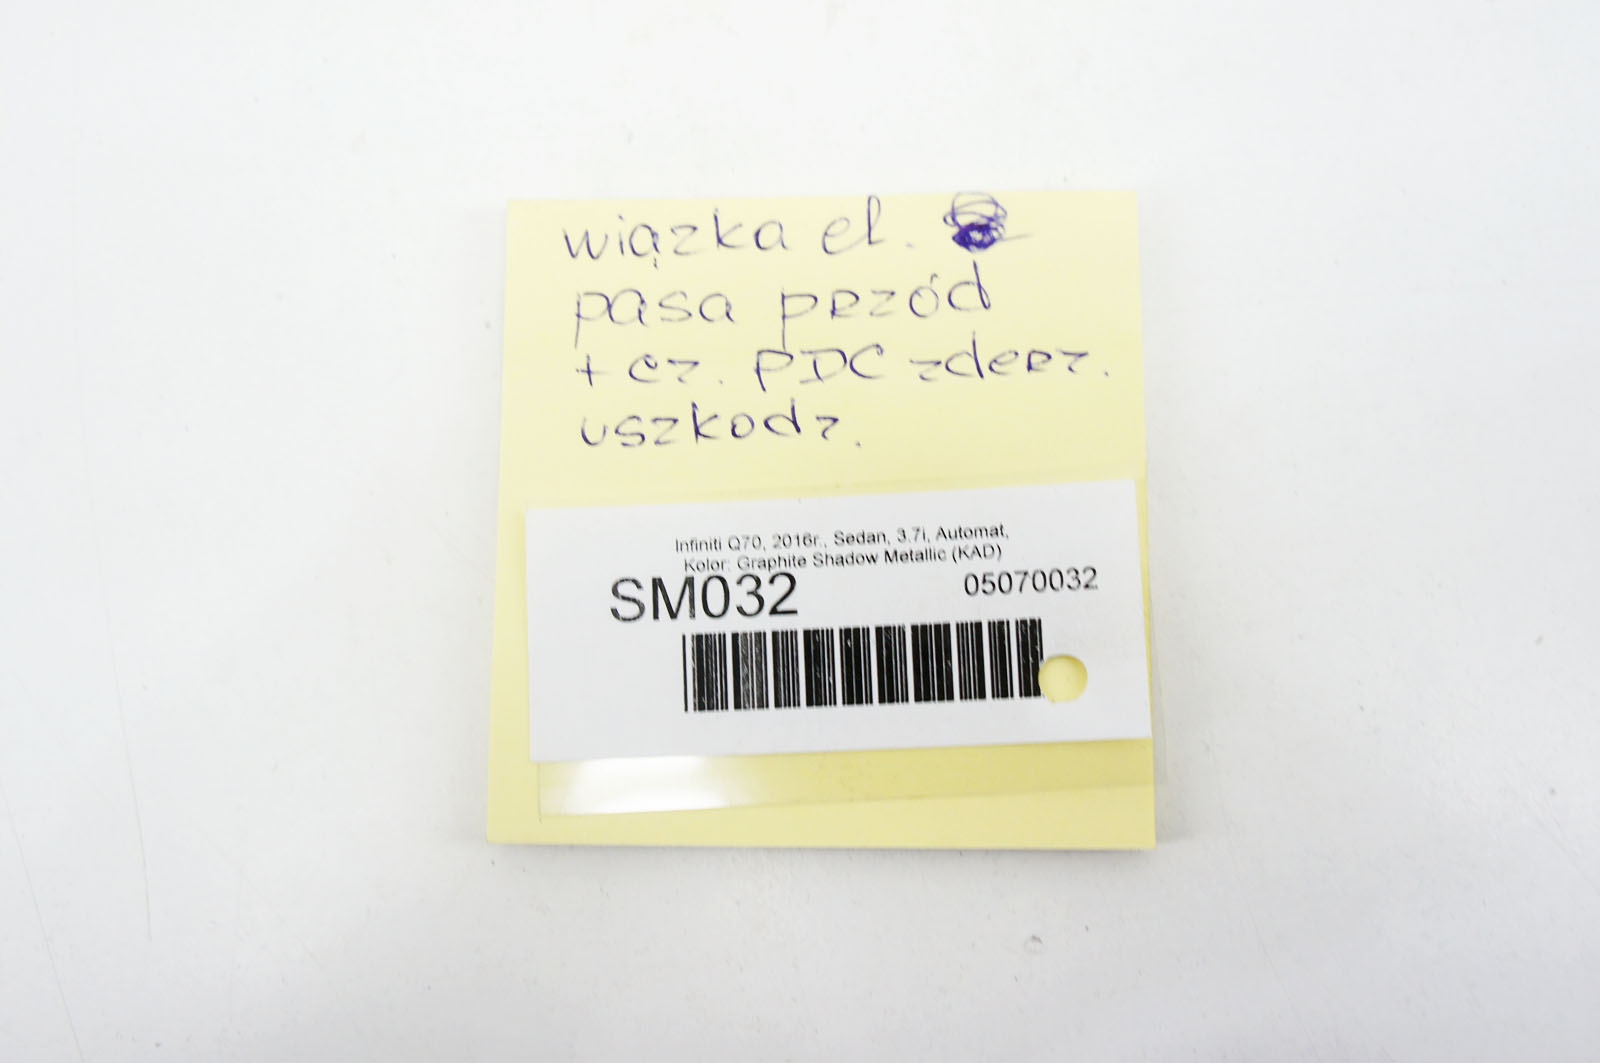 wiązka el.
pasa przód
+ cz. PDC zderz.
uszkodz.
Infiniti Q70, 2016r., Sedan, 3.7i, Automat,
Kolor: Graphite Shadow Metallic (KAD)
SM032
05070032